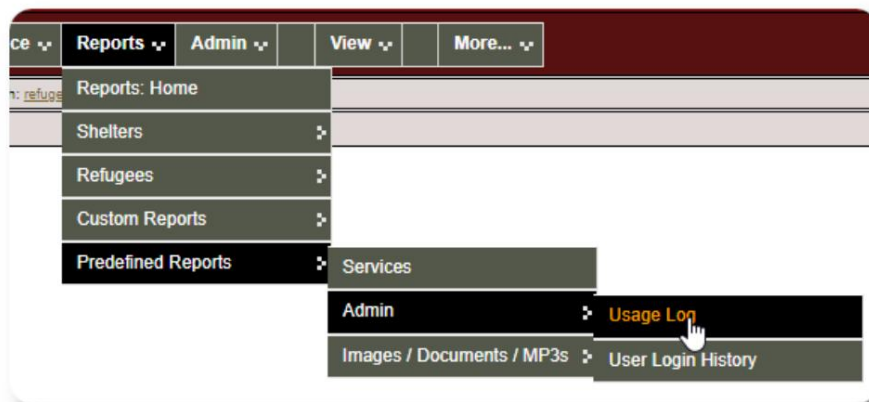 ce Reports Admin View More...
n: refuge
Reports: Home
Shelters
Refugees
Custom Reports
Predefined Reports
Services
Admin
Images / Documents / MP3s
Usage Log
User Login History